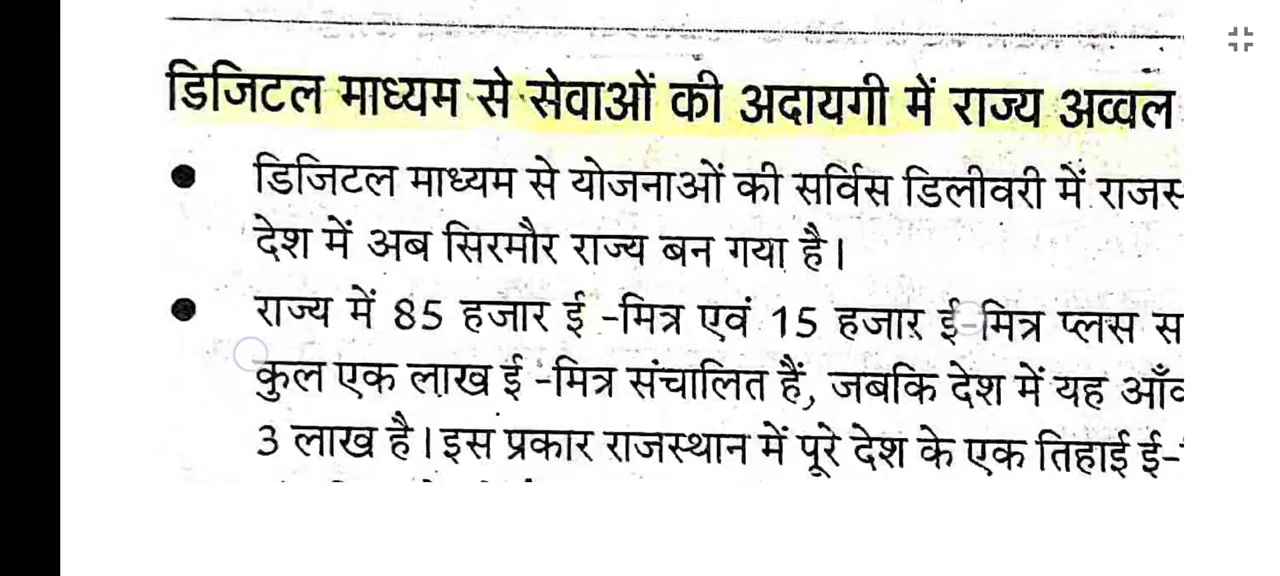 डिजिटल माध्यम से सेवाओं की अदायगी में राज्य अव्वल
● डिजिटल माध्यम से योजनाओं की सर्विस डिलीवरी में
देश में अब सिरमौर राज्य बन गया है।
● राज्य में 85 हजार ई -मित्र एवं 15 हजार ई-मित्र प्लस
कुल एक लाख ई -मित्र संचालित हैं, जबकि देश में यह
3 लाख है। इस प्रकार राजस्थान में पूरे देश के एक तिहाई ई-